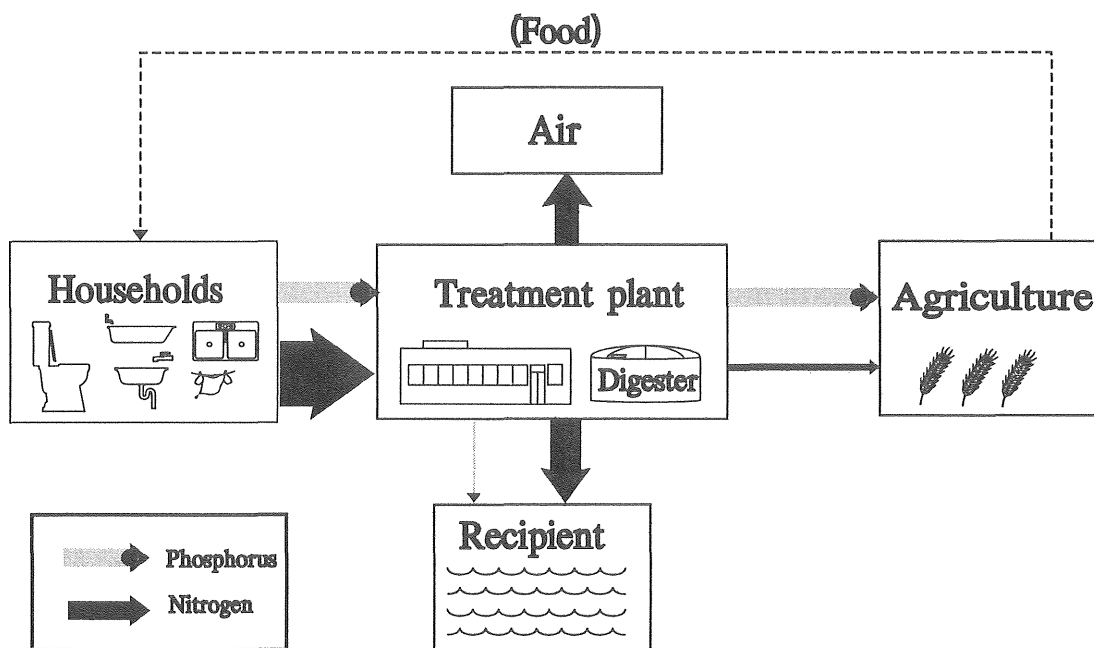 (Food)
Air
Households
Treatment plant
Agriculture
Digester
Recipient
Phosphorus
Nitrogen